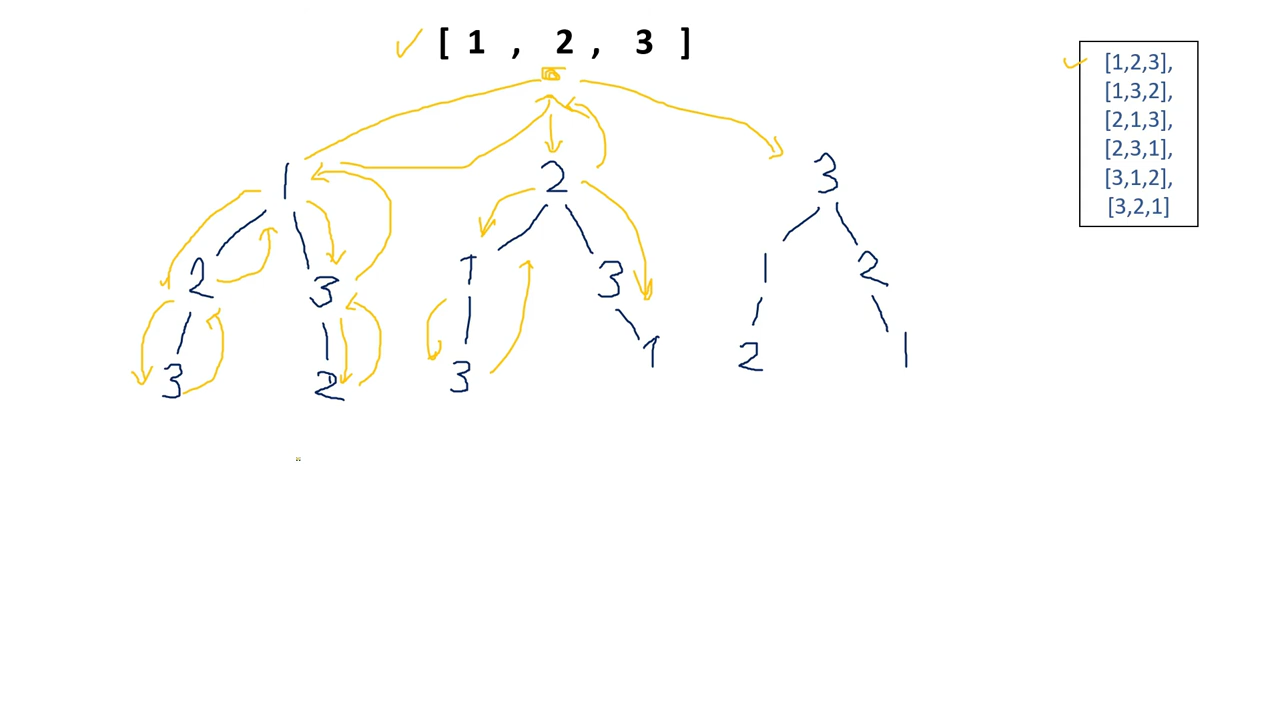 [ 1 , 2 , 3 ]
[1,2,3],
[1,3,2],
[2,1,3],
[2,3,1],
[3,1,2],
[3,2,1]
1 2 3
2 3 1 3 1 2
3 2 3 1 2 1